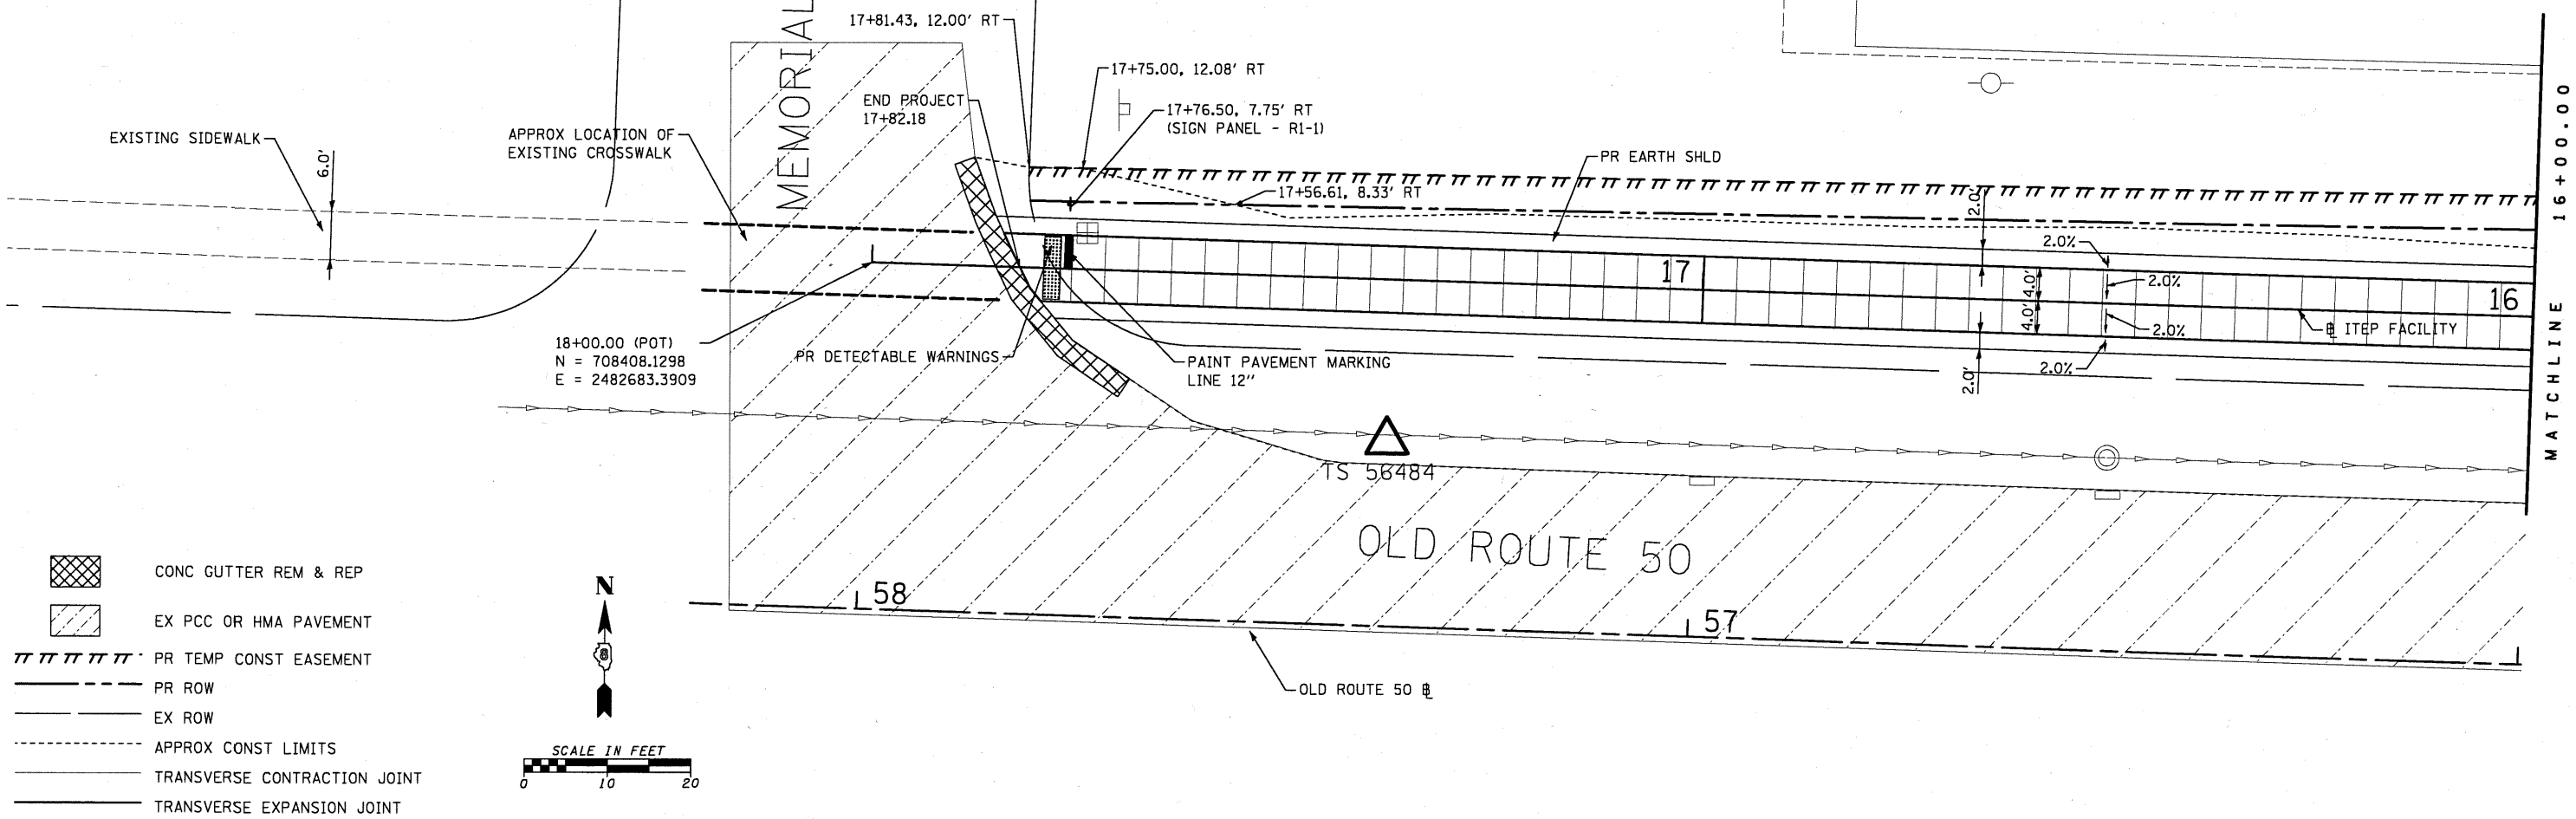 17+81.43, 12.00' RT
MEMORIAL
17+75.00, 12.08' RT
END PROJECT
17+82.18
17+76.50, 7.75' RT
(SIGN PANEL - R1-1)
EXISTING SIDEWALK
6.0'
APPROX LOCATION OF
EXISTING CROSSWALK
PR EARTH SHLD
17+56.61, 8.33' RT
2.0'
2.0%
17
4.0'
2.0%
16
4.0'
2.0%
℄ ITEP FACILITY
18+00.00 (POT)
N = 708408.1298
E = 2482683.3909
PR DETECTABLE WARNINGS
PAINT PAVEMENT MARKING
LINE 12"
2.0'
2.0%
MATCHLINE 16+00.00
TS 56484
OLD ROUTE 50
58
57
OLD ROUTE 50 ℄
CONC GUTTER REM & REP
EX PCC OR HMA PAVEMENT
PR TEMP CONST EASEMENT
PR ROW
EX ROW
APPROX CONST LIMITS
TRANSVERSE CONTRACTION JOINT
TRANSVERSE EXPANSION JOINT
N
SCALE IN FEET
0 10 20